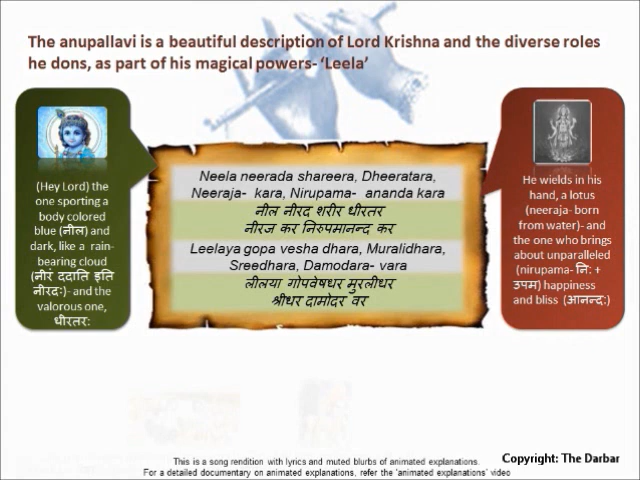 The anupallavi is a beautiful description of Lord Krishna and the diverse roles
he dons, as part of his magical powers- ‘Leela’
(Hey Lord) the
one sporting a
body colored
blue (नील) and
dark, like a rain-
bearing cloud
(नीरं ददाति इति
नीरदः)- and the
valorous one,
धीरतर:
Neela neerada shareera, Dheeratara,
Neeraja- kara, Nirupama- ananda kara
नील नीरद शरीर धीरतर
नीरज कर निरुपमानन्द कर
Leelaya gopa vesha dhara, Muralidhara,
Sreedhara, Damodara- vara
लीलया गोपवेषधर मुरलीधर
श्रीधर दामोदर वर
He wields in his
hand, a lotus
(neeraja- born
from water)- and
the one who brings
about unparalleled
(nirupama- नि: +
उपम) happiness
and bliss (आनन्द:)
This is a song rendition with lyrics and muted blurbs of animated explanations.
For a detailed documentary on animated explanations, refer the ‘animated explanations’ video
Copyright: The Darbar